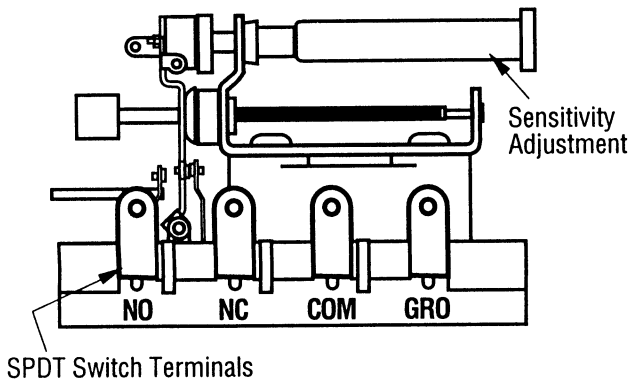 Sensitivity
Adjustment
NO NC COM GRO
SPDT Switch Terminals